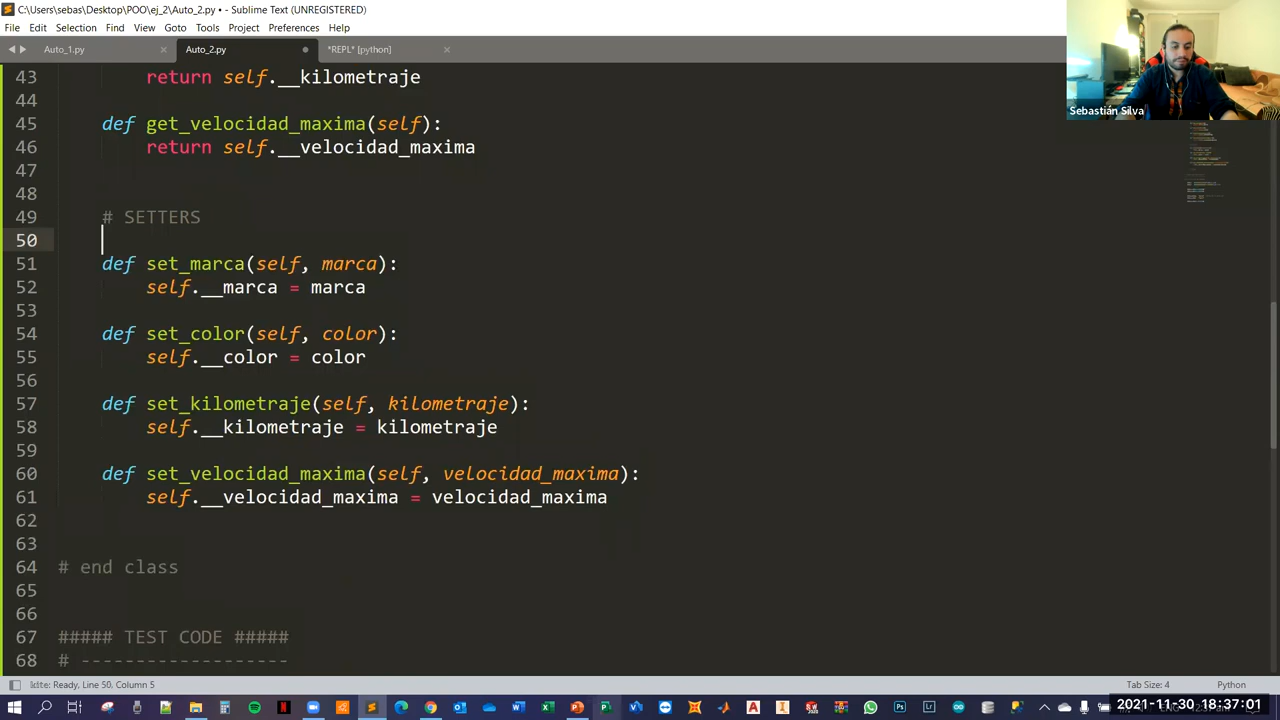 C:\Users\sebas\Desktop\POO\ej_2\Auto_2.py • - Sublime Text (UNREGISTERED)
File Edit Selection Find View Goto Tools Project Preferences Help
Auto_1.py Auto_2.py *REPL* [python]
Sebastián Silva
43 return self.__kilometraje
44
45 def get_velocidad_maxima(self):
46 return self.__velocidad_maxima
47
48
49 # SETTERS
50
51 def set_marca(self, marca):
52 self.__marca = marca
53
54 def set_color(self, color):
55 self.__color = color
56
57 def set_kilometraje(self, kilometraje):
58 self.__kilometraje = kilometraje
59
60 def set_velocidad_maxima(self, velocidad_maxima):
61 self.__velocidad_maxima = velocidad_maxima
62
63
64 # end class
65
66
67 ##### TEST CODE #####
68 # -------------------
Ready, Line 50, Column 5 Tab Size: 4 Python
2021-11-30 18:37:01